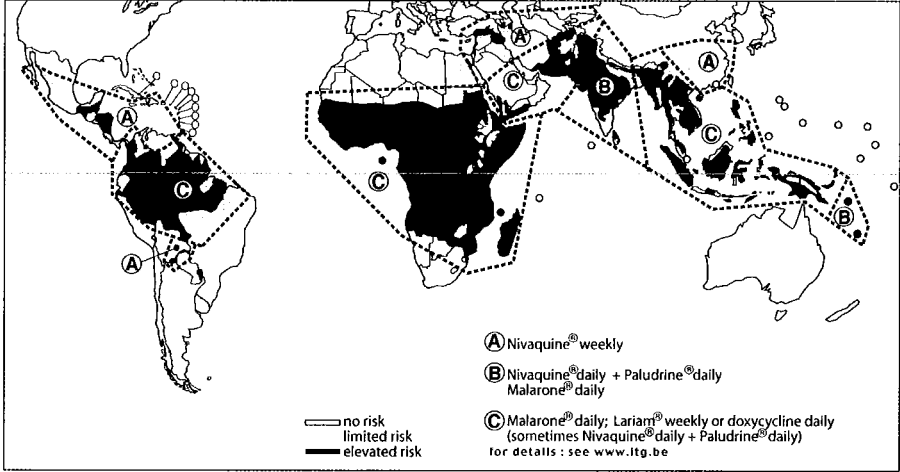 A
A
A
B
C
A
C
C
C
B
A
A Nivaquine® weekly
B Nivaquine® daily + Paludrine® daily
Malarone® daily
C Malarone® daily; Lariam® weekly or doxycycline daily
(sometimes Nivaquine® daily + Paludrine® daily)
for details : see www.itg.be
no risk
limited risk
elevated risk